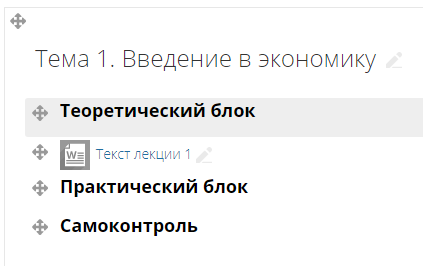 Тема 1. Введение в экономику
Теоретический блок
Текст лекции 1
Практический блок
Самоконтроль